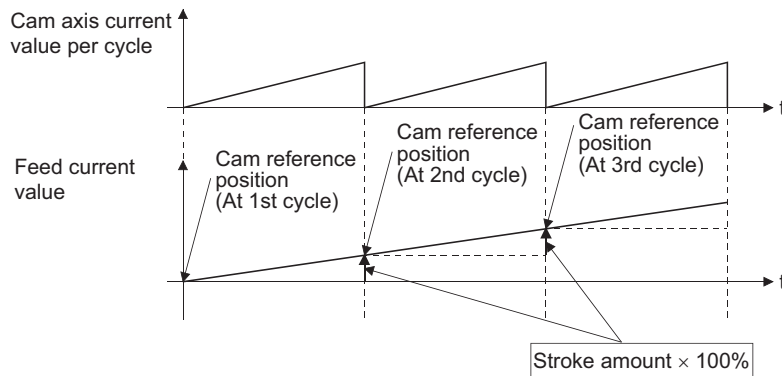 Cam axis current
value per cycle
t
Cam reference
position
(At 1st cycle)
Cam reference
position
(At 2nd cycle)
Cam reference
position
(At 3rd cycle)
Feed current
value
t
Stroke amount × 100%